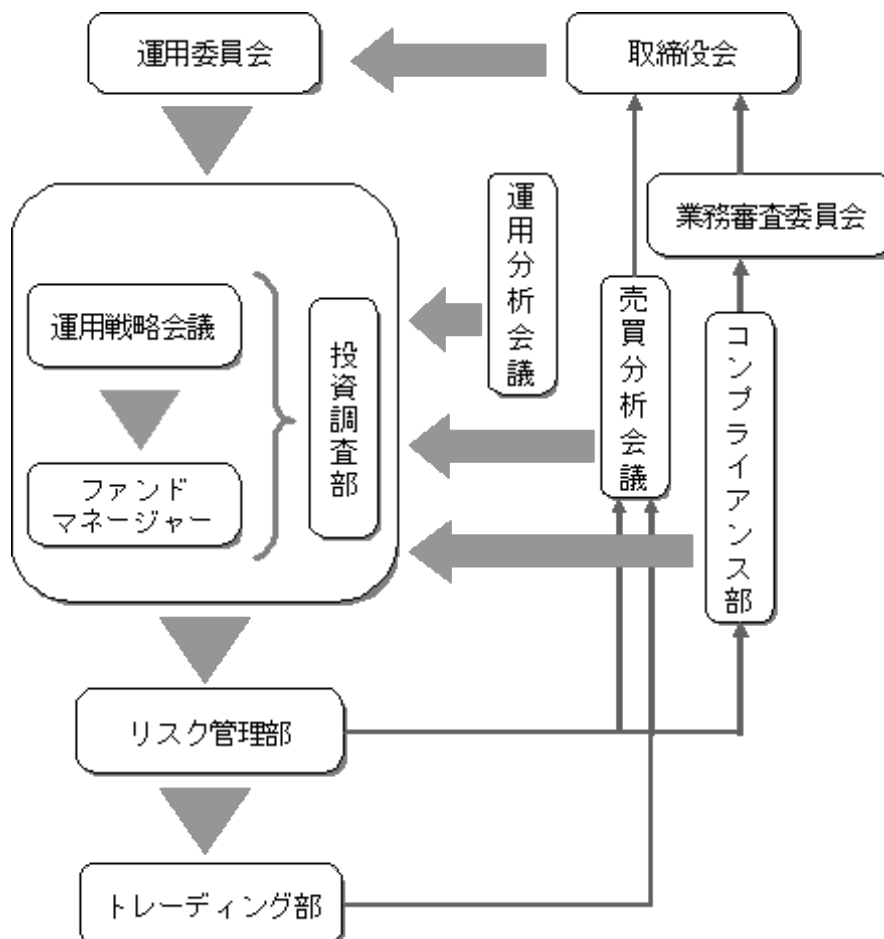 運用委員会
取締役会
運用分析会議
業務審査委員会
売買分析会議
コンプライアンス部
運用戦略会議
投資調査部
ファンド
マネージャー
リスク管理部
トレーディング部